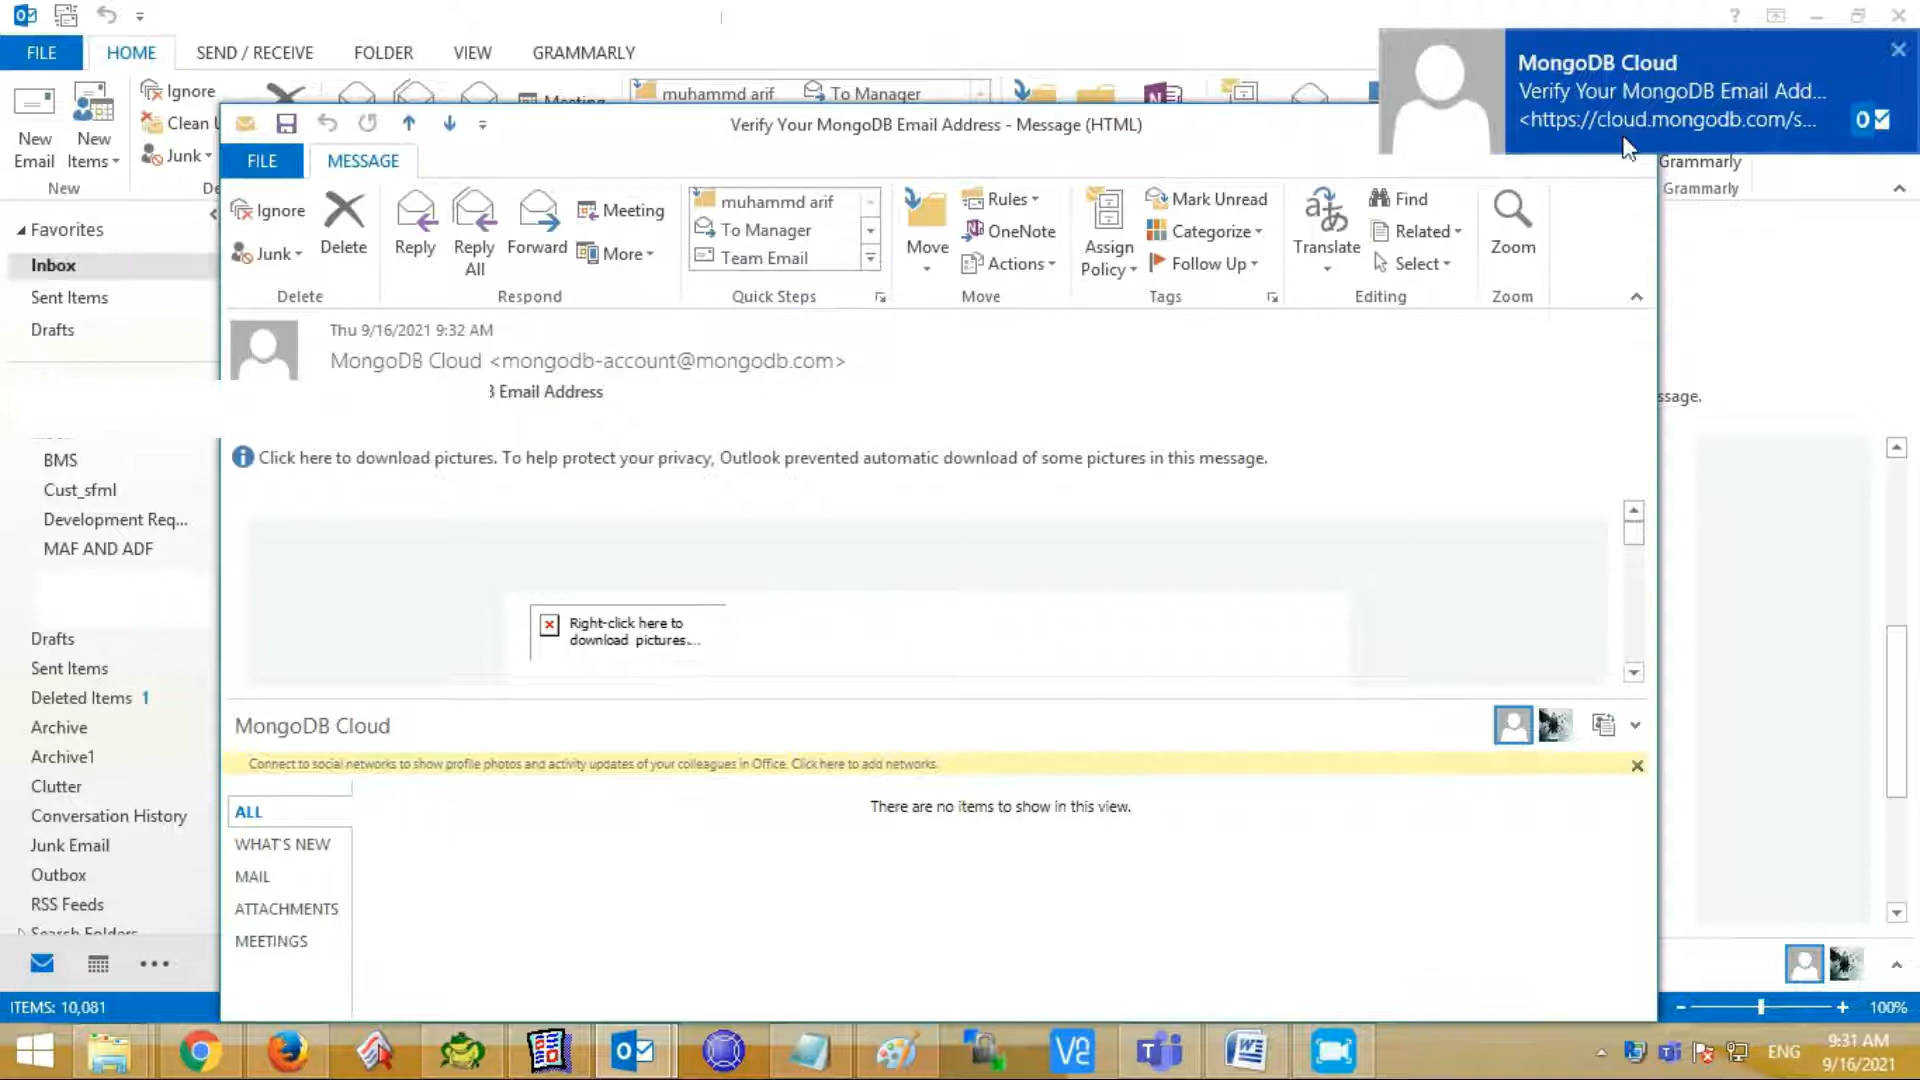 FILE HOME SEND / RECEIVE FOLDER VIEW GRAMMARLY
MongoDB Cloud
Verify Your MongoDB Email Add...
<https://cloud.mongodb.com/s...
New Email
New Items
Ignore
Clean
Junk
New
muhammd arif
To Manager
Grammarly
Grammarly
Verify Your MongoDB Email Address - Message (HTML)
FILE MESSAGE
Ignore
Junk
Delete
Delete
Reply
Reply All
Forward
Meeting
More
Respond
muhammd arif
To Manager
Team Email
Quick Steps
Move
Rules
OneNote
Actions
Move
Assign Policy
Mark Unread
Categorize
Follow Up
Tags
Translate
Find
Related
Select
Editing
Zoom
Zoom
Favorites
Inbox
Sent Items
Drafts
BMS
Cust_sfml
Development Req...
MAF AND ADF
Drafts
Sent Items
Deleted Items 1
Archive
Archive1
Clutter
Conversation History
Junk Email
Outbox
RSS Feeds
Search Folders
ITEMS: 10,081
Thu 9/16/2021 9:32 AM
MongoDB Cloud <mongodb-account@mongodb.com>
Email Address
ssage.
Click here to download pictures. To help protect your privacy, Outlook prevented automatic download of some pictures in this message.
Right-click here to
download pictures....
MongoDB Cloud
Connect to social networks to show profile photos and activity updates of your colleagues in Office. Click here to add networks.
ALL
WHAT'S NEW
MAIL
ATTACHMENTS
MEETINGS
There are no items to show in this view.
100%
ENG
9:31 AM
9/16/2021